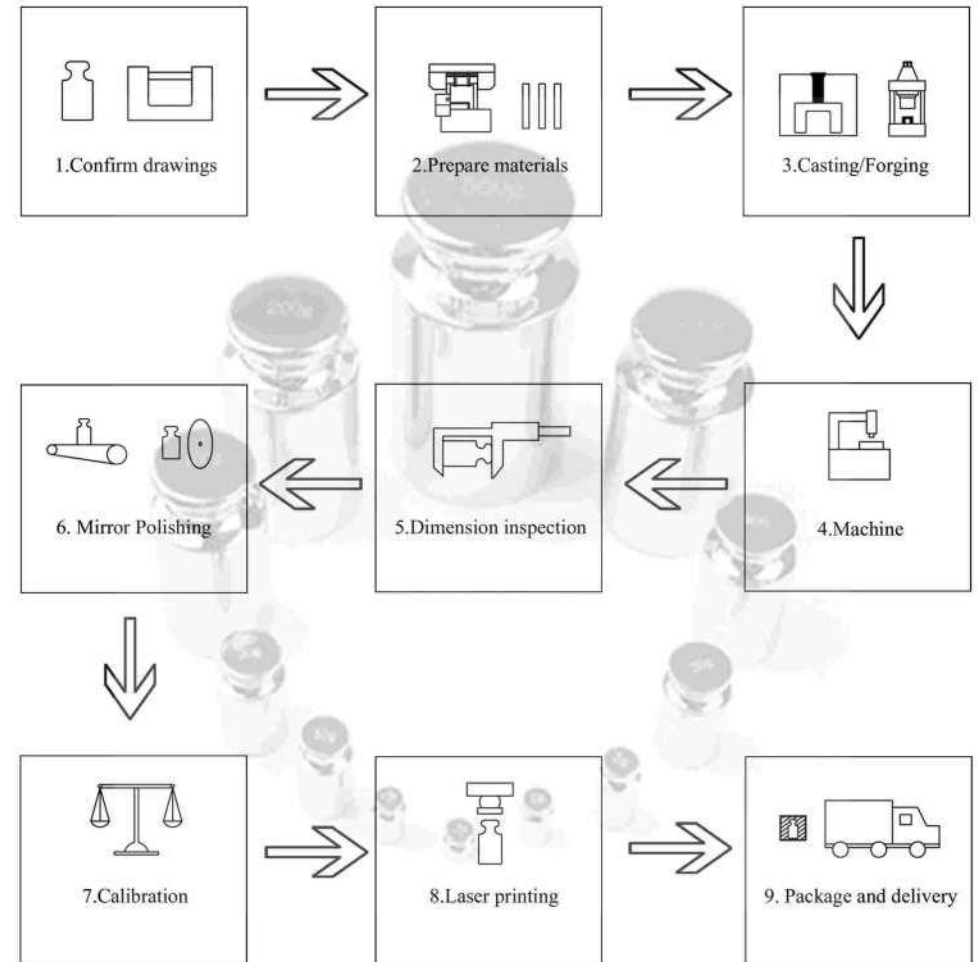 1.Confirm drawings
2.Prepare materials
3.Casting/Forging
4.Machine
5.Dimension inspection
6. Mirror Polishing
7.Calibration
8.Laser printing
9. Package and delivery
200g